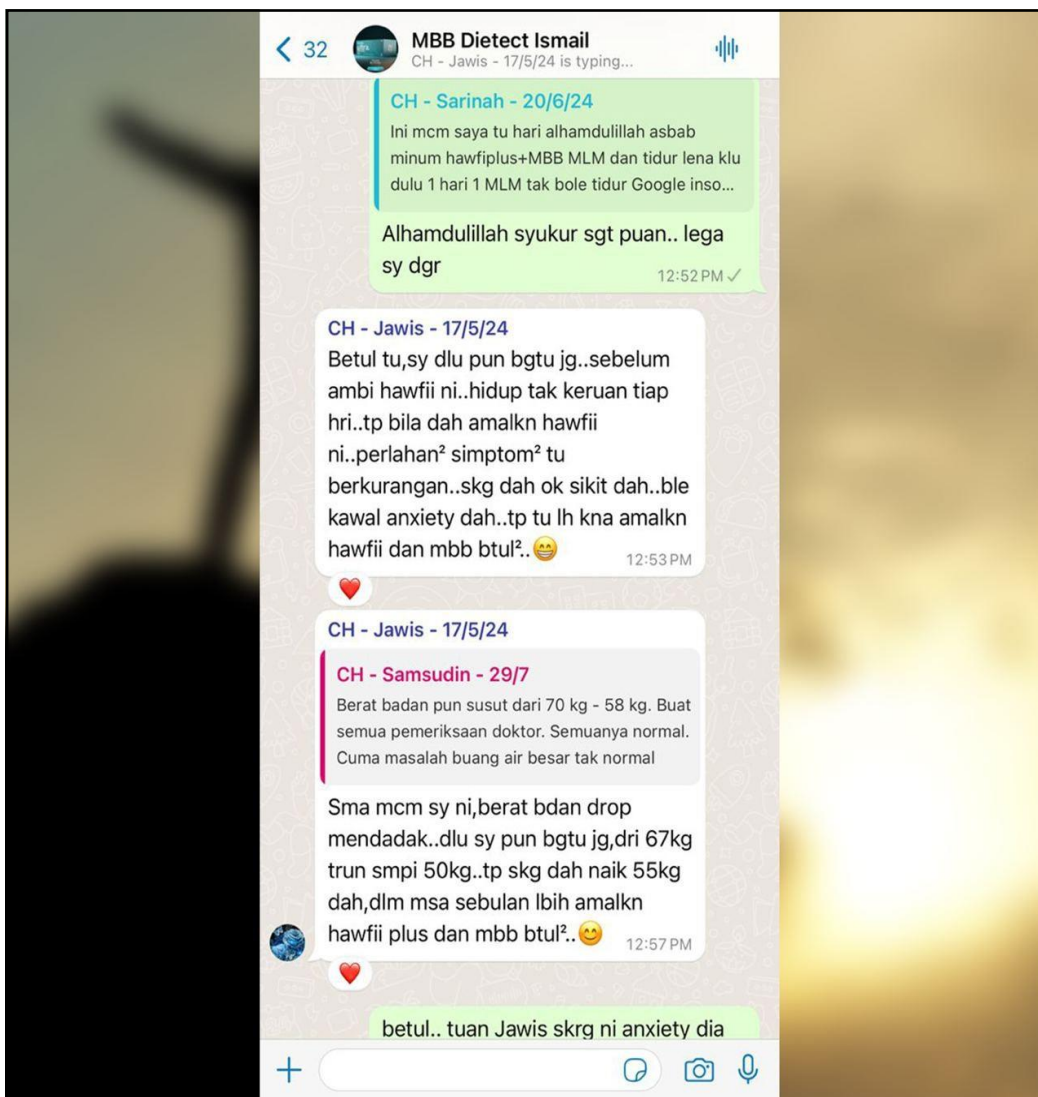 32
MBB Dietect Ismail
CH - Jawis - 17/5/24 is typing...
CH - Sarinah - 20/6/24
Ini mcm saya tu hari alhamdulillah asbab
minum hawfiplus+MBB MLM dan tidur lena klu
dulu 1 hari 1 MLM tak bole tidur Google inso...
Alhamdulillah syukur sgt puan.. lega
sy dgr
12:52 PM ✓
CH - Jawis - 17/5/24
Betul tu,sy dlu pun bgtu jg..sebelum
ambi hawfii ni..hidup tak keruan tiap
hri..tp bila dah amalkn hawfii
ni..perlahan² simptom² tu
berkurangan..skg dah ok sikit dah..ble
kawal anxiety dah..tp tu lh kna amalkn
hawfii dan mbb btul²..😁
12:53 PM
❤️
CH - Jawis - 17/5/24
CH - Samsudin - 29/7
Berat badan pun susut dari 70 kg - 58 kg. Buat
semua pemeriksaan doktor. Semuanya normal.
Cuma masalah buang air besar tak normal
Sma mcm sy ni,berat bdan drop
mendadak..dlu sy pun bgtu jg,dri 67kg
trun smpi 50kg..tp skg dah naik 55kg
dah,dlm msa sebulan lbih amalkn
hawfii plus dan mbb btul²..😊
12:57 PM
❤️
betul.. tuan Jawis skrg ni anxiety dia